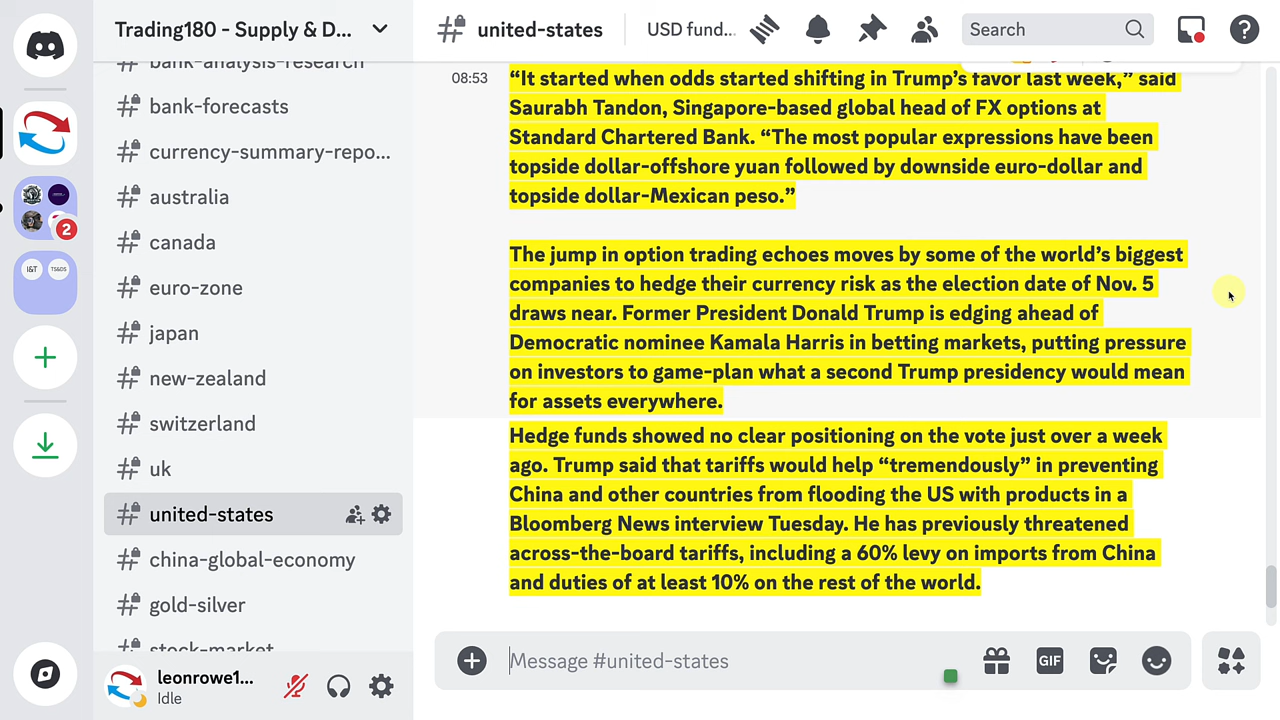 Trading180 - Supply & D...
bank-analysis-research
bank-forecasts
currency-summary-repo...
australia
canada
euro-zone
japan
new-zealand
switzerland
uk
united-states
china-global-economy
gold-silver
stock-market
leonrowe1...
Idle
2
I&T
TS&DS
united-states
USD fund...
Search
08:53
“It started when odds started shifting in Trump’s favor last week,” said
Saurabh Tandon, Singapore-based global head of FX options at
Standard Chartered Bank. “The most popular expressions have been
topside dollar-offshore yuan followed by downside euro-dollar and
topside dollar-Mexican peso.”
The jump in option trading echoes moves by some of the world’s biggest
companies to hedge their currency risk as the election date of Nov. 5
draws near. Former President Donald Trump is edging ahead of
Democratic nominee Kamala Harris in betting markets, putting pressure
on investors to game-plan what a second Trump presidency would mean
for assets everywhere.
Hedge funds showed no clear positioning on the vote just over a week
ago. Trump said that tariffs would help “tremendously” in preventing
China and other countries from flooding the US with products in a
Bloomberg News interview Tuesday. He has previously threatened
across-the-board tariffs, including a 60% levy on imports from China
and duties of at least 10% on the rest of the world.
Message #united-states
GIF